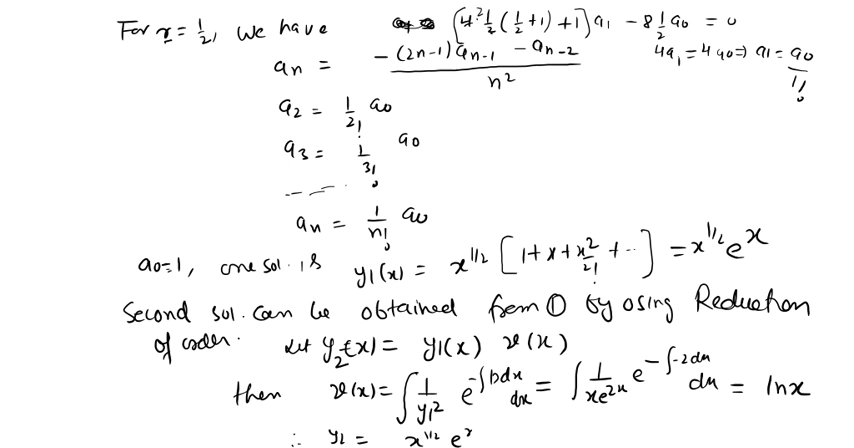 For r = 1/2, we have [4·1/2(1/2+1)+1]a₁ - 8 1/2 a₀ = 0
aₙ = (-(2n-1)aₙ₋₁ - aₙ₋₂)/n² 4a₁ = 4a₀ ⇒ a₁ = a₀/1!
a₂ = 1/2! a₀
a₃ = 1/3! a₀
---
aₙ = 1/n! a₀
a₀=1, one sol. is y₁(x) = x^{1/2} [1+x+x²/2!+--] = x^{1/2} e^x
Second sol. can be obtained from ① by using Reduction
of order. let y₂(x) = y₁(x) v(x)
then v(x) = ∫ 1/y₁² e^{-∫pdx} dx = ∫ 1/(xe^{2x}) e^{-∫-2dx} dx = ln x
∴ y₂ = x^{1/2} e^x